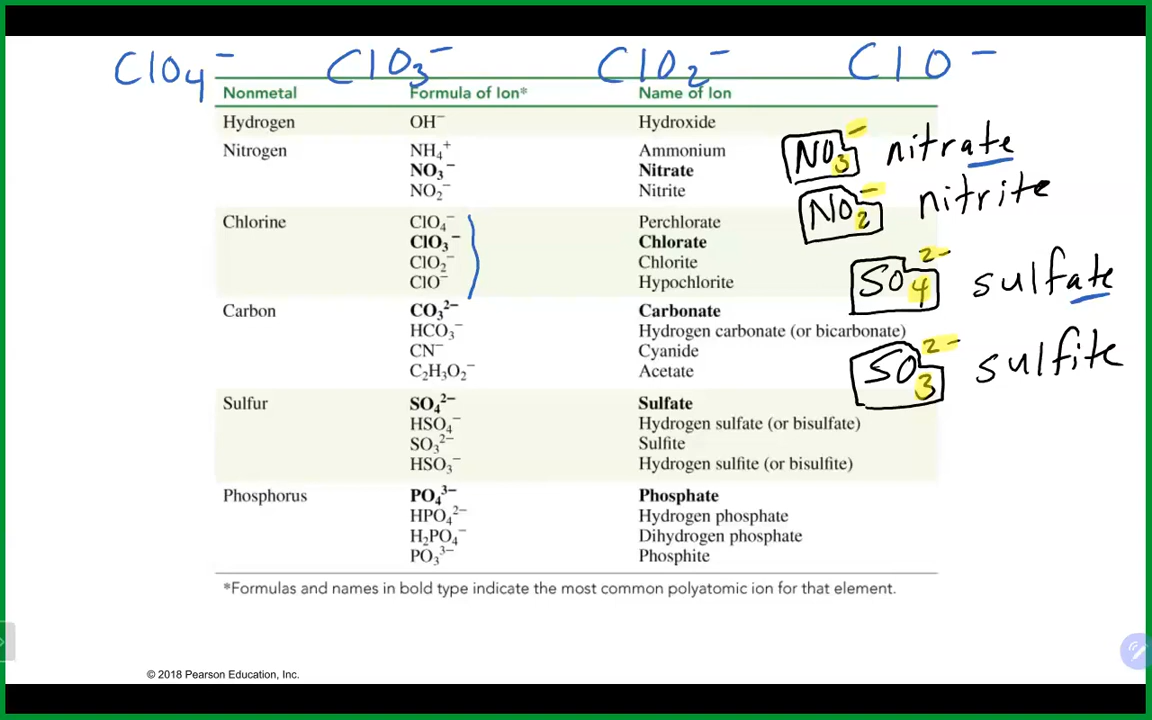 ClO₄⁻ ClO₃⁻ ClO₂⁻ ClO⁻
Nonmetal Formula of Ion* Name of Ion
Hydrogen OH⁻ Hydroxide
Nitrogen NH₄⁺ Ammonium
NO₃⁻ Nitrate
NO₂⁻ Nitrite
NO₃⁻ nitrate
NO₂⁻ nitrite
Chlorine ClO₄⁻ Perchlorate
ClO₃⁻ Chlorate
ClO₂⁻ Chlorite
ClO⁻ Hypochlorite
SO₄²⁻ sulfate
Carbon CO₃²⁻ Carbonate
HCO₃⁻ Hydrogen carbonate (or bicarbonate)
CN⁻ Cyanide
C₂H₃O₂⁻ Acetate
SO₃²⁻ sulfite
Sulfur SO₄²⁻ Sulfate
HSO₄⁻ Hydrogen sulfate (or bisulfate)
SO₃²⁻ Sulfite
HSO₃⁻ Hydrogen sulfite (or bisulfite)
Phosphorus PO₄³⁻ Phosphate
HPO₄²⁻ Hydrogen phosphate
H₂PO₄⁻ Dihydrogen phosphate
PO₃³⁻ Phosphite
*Formulas and names in bold type indicate the most common polyatomic ion for that element.
© 2018 Pearson Education, Inc.